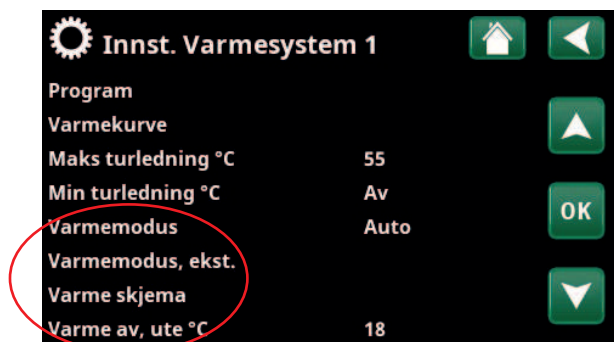 Innst. Varmesystem 1
Program
Varmekurve
Maks turledning °C 55
Min turledning °C Av
Varmemodus Auto
Varmemodus, ekst.
Varme skjema
Varme av, ute °C 18
OK